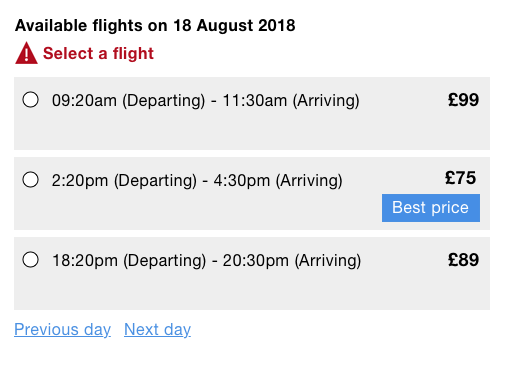 Available flights on 18 August 2018
Select a flight
09:20am (Departing) - 11:30am (Arriving) £99
2:20pm (Departing) - 4:30pm (Arriving) £75
Best price
18:20pm (Departing) - 20:30pm (Arriving) £89
Previous day Next day